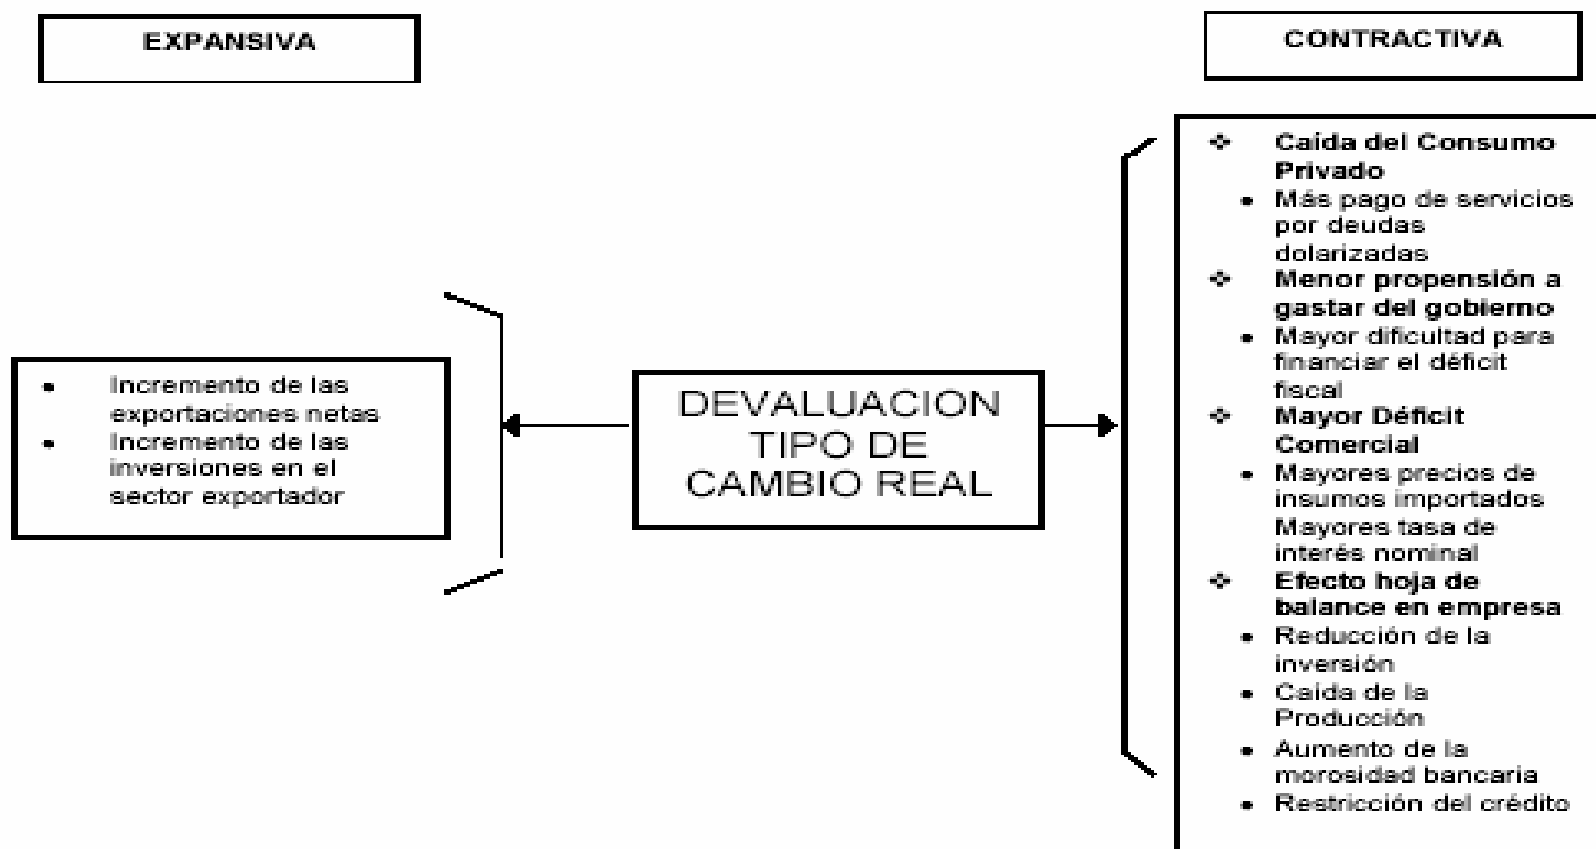 EXPANSIVA
CONTRACTIVA
• Incremento de las
exportaciones netas
• Incremento de las
inversiones en el
sector exportador
DEVALUACION
TIPO DE
CAMBIO REAL
❖ Caída del Consumo
Privado
• Más pago de servicios
por deudas
dolarizadas
❖ Menor propensión a
gastar del gobierno
• Mayor dificultad para
financiar el déficit
fiscal
❖ Mayor Déficit
Comercial
• Mayores precios de
insumos importados
Mayores tasa de
interés nominal
❖ Efecto hoja de
balance en empresa
• Reducción de la
inversión
• Caída de la
Producción
• Aumento de la
morosidad bancaria
• Restricción del crédito